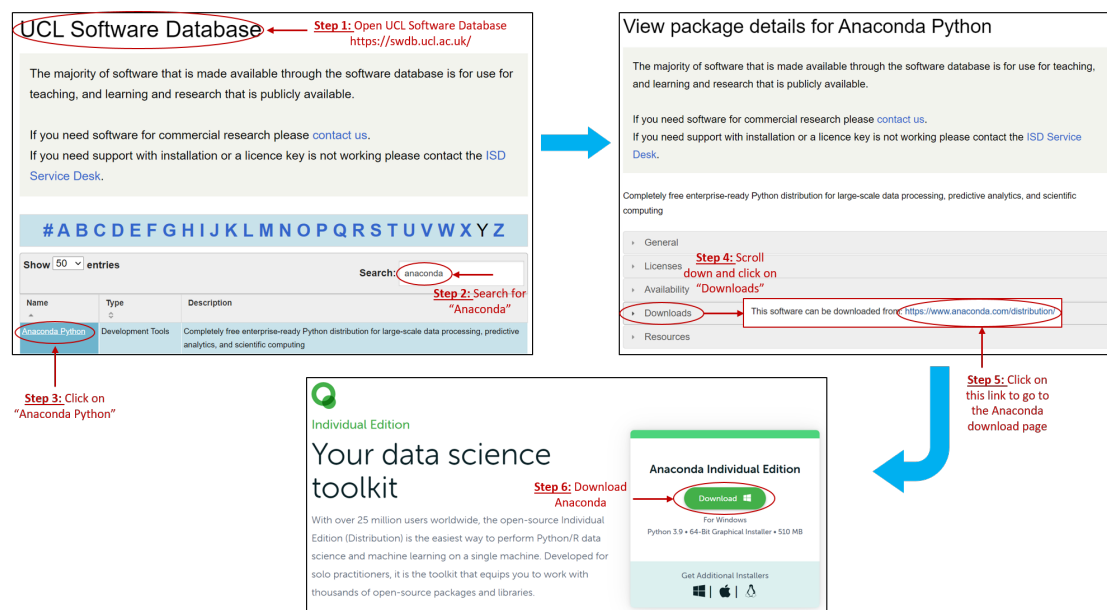 UCL Software Database
Step 1: Open UCL Software Database
https://swdb.ucl.ac.uk/
The majority of software that is made available through the software database is for use for
teaching, and learning and research that is publicly available.
If you need software for commercial research please contact us.
If you need support with installation or a licence key is not working please contact the ISD
Service Desk.
# A B C D E F G H I J K L M N O P Q R S T U V W X Y Z
Show 50 entries
Search: anaconda
Step 2: Search for
"Anaconda"
Name Type Description
Anaconda Python Development Tools Completely free enterprise-ready Python distribution for large-scale data processing, predictive
analytics, and scientific computing
Step 3: Click on
"Anaconda Python"
View package details for Anaconda Python
The majority of software that is made available through the software database is for use for teaching,
and learning and research that is publicly available.
If you need software for commercial research please contact us.
If you need support with installation or a licence key is not working please contact the ISD Service
Desk.
Completely free enterprise-ready Python distribution for large-scale data processing, predictive analytics, and scientific
computing
General
Licenses
Availability
Downloads
Resources
Step 4: Scroll
down and click on
"Downloads"
This software can be downloaded from: https://www.anaconda.com/distribution/
Step 5: Click on
this link to go to
the Anaconda
download page
Individual Edition
Your data science
toolkit
With over 25 million users worldwide, the open-source Individual
Edition (Distribution) is the easiest way to perform Python/R data
science and machine learning on a single machine. Developed for
solo practitioners, it is the toolkit that equips you to work with
thousands of open-source packages and libraries.
Step 6: Download
Anaconda
Anaconda Individual Edition
Download
For Windows
Python 3.9 • 64-Bit Graphical Installer • 510 MB
Get Additional Installers